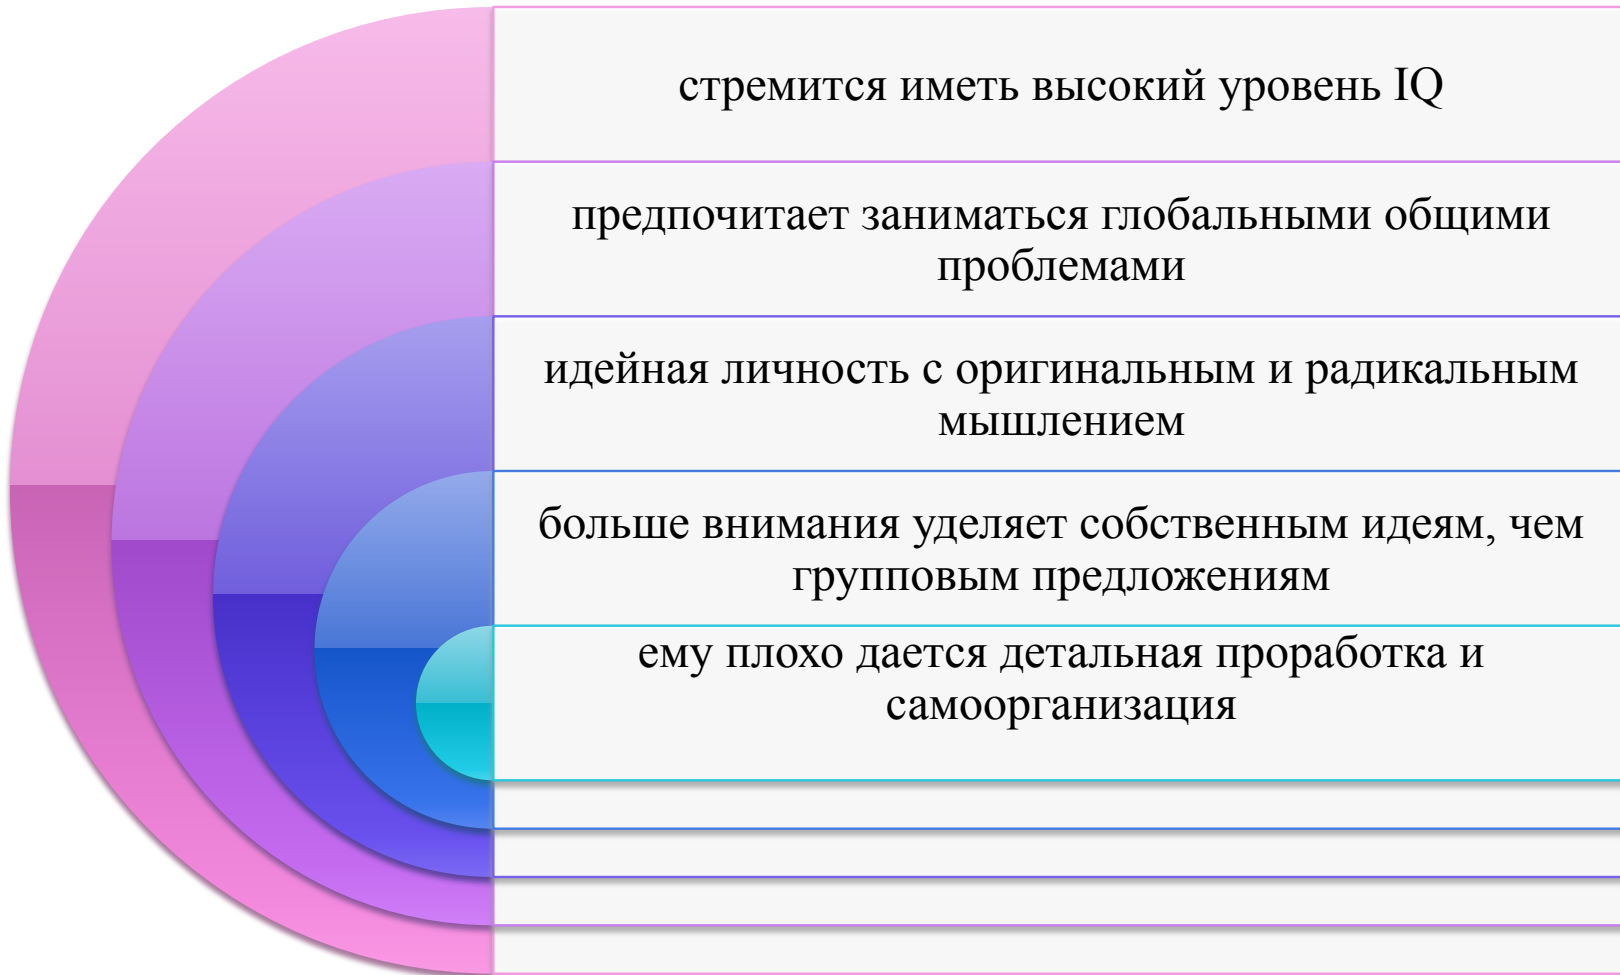 стремится иметь высокий уровень IQ
предпочитает заниматься глобальными общими
проблемами
идейная личность с оригинальным и радикальным
мышлением
больше внимания уделяет собственным идеям, чем
групповым предложениям
ему плохо дается детальная проработка и
самоорганизация